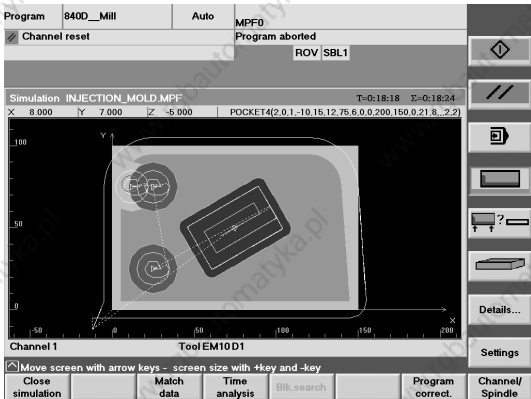 Program 840D__Mill Auto MPF0
Channel reset Program aborted
ROV SBL1
Simulation INJECTION_MOLD.MPF T=0:18:18 Σ=0:18:24
X 8.000 Y 7.000 Z -5.000 POCKET4(2,0,1,-10,15,12,75,6,0,0,200,150,0,21,8,,,2,2)
Y
100
50
0
X
-50 0 50 100 150 200
Channel 1 Tool EM10 D1
Move screen with arrow keys - screen size with +key and -key
Close simulation
Match data
Time analysis
Blk.search
Program correct.
Channel/ Spindle
?
Details...
Settings